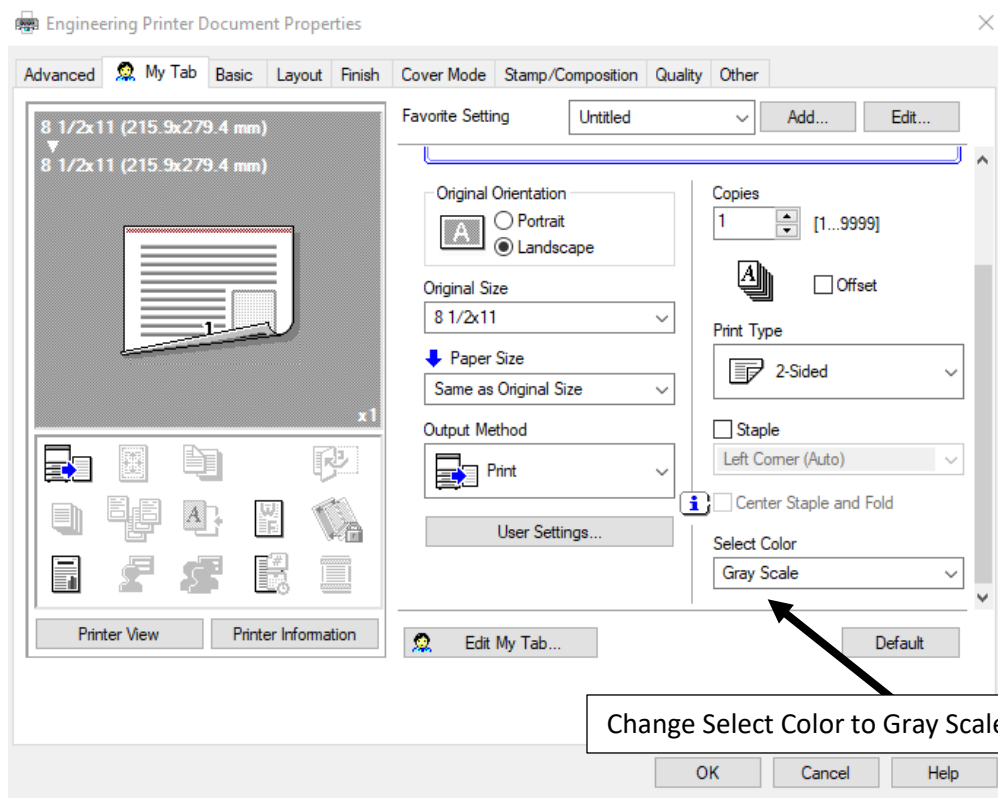 Engineering Printer Document Properties
Advanced My Tab Basic Layout Finish Cover Mode Stamp/Composition Quality Other
8 1/2x11 (215.9x279.4 mm)
8 1/2x11 (215.9x279.4 mm)
1
x1
Printer View Printer Information
Favorite Setting Untitled Add... Edit...
Original Orientation
A
Portrait
Landscape
Original Size
8 1/2x11
Paper Size
Same as Original Size
Output Method
Print
User Settings...
Copies
1 [1...9999]
A
Offset
Print Type
2-Sided
Staple
Left Corner (Auto)
Center Staple and Fold
Select Color
Gray Scale
Edit My Tab... Default
Change Select Color to Gray Scale
OK Cancel Help